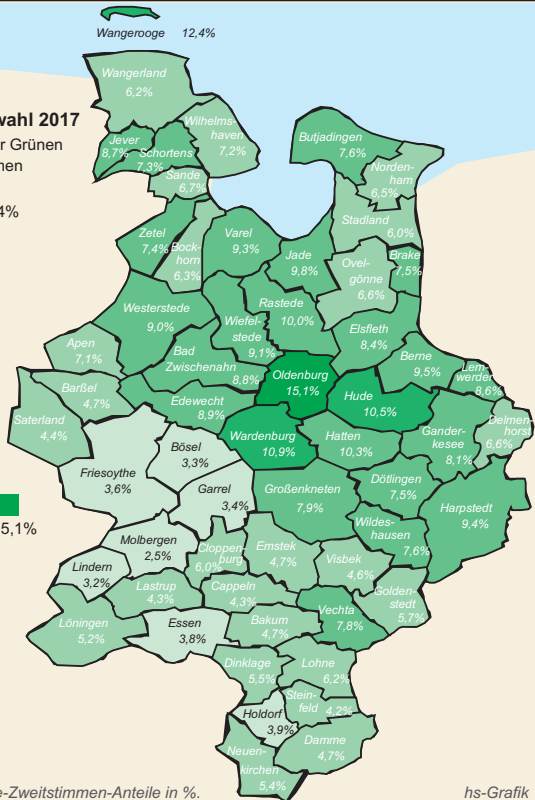 Wangerooge 12,4%
Wangerland
6,2%
wahl 2017
r Grünen
men
4%
Wilhelms-
haven
7,2%
Jever
8,7%
Schortens
7,3%
Sande
6,7%
Butjadingen
7,6%
Norden-
ham
6,5%
Stadland
6,0%
Zetel
7,4%
Bock-
horn
6,3%
Varel
9,3%
Jade
9,8%
Ovel-
gönne
6,6%
Brake
7,5%
Westerstede
9,0%
Wiefel-
stede
9,1%
Rastede
10,0%
Elsfleth
8,4%
Apen
7,1%
Bad
Zwischenahn
8,8%
Oldenburg
15,1%
Berne
9,5%
Lem-
werder
8,6%
Barßel
4,7%
Edewecht
8,9%
Hude
10,5%
Saterland
4,4%
Wardenburg
10,9%
Hatten
10,3%
Gander-
kesee
8,1%
Delmen-
horst
6,6%
Bösel
3,3%
Friesoythe
3,6%
Garrel
3,4%
Großenkneten
7,9%
Dötlingen
7,5%
Harpstedt
9,4%
5,1%
Wildes-
hausen
7,6%
Molbergen
2,5%
Cloppen-
burg
6,0%
Emstek
4,7%
Visbek
4,6%
Lindern
3,2%
Lastrup
4,3%
Cappeln
4,3%
Golden-
stedt
5,7%
Vechta
7,8%
Löningen
5,2%
Essen
3,8%
Bakum
4,7%
Dinklage
5,5%
Lohne
6,2%
Stein-
feld 4,2%
Holdorf
3,9%
Damme
4,7%
Neuen-
kirchen
5,4%
e-Zweitstimmen-Anteile in %.
hs-Grafik